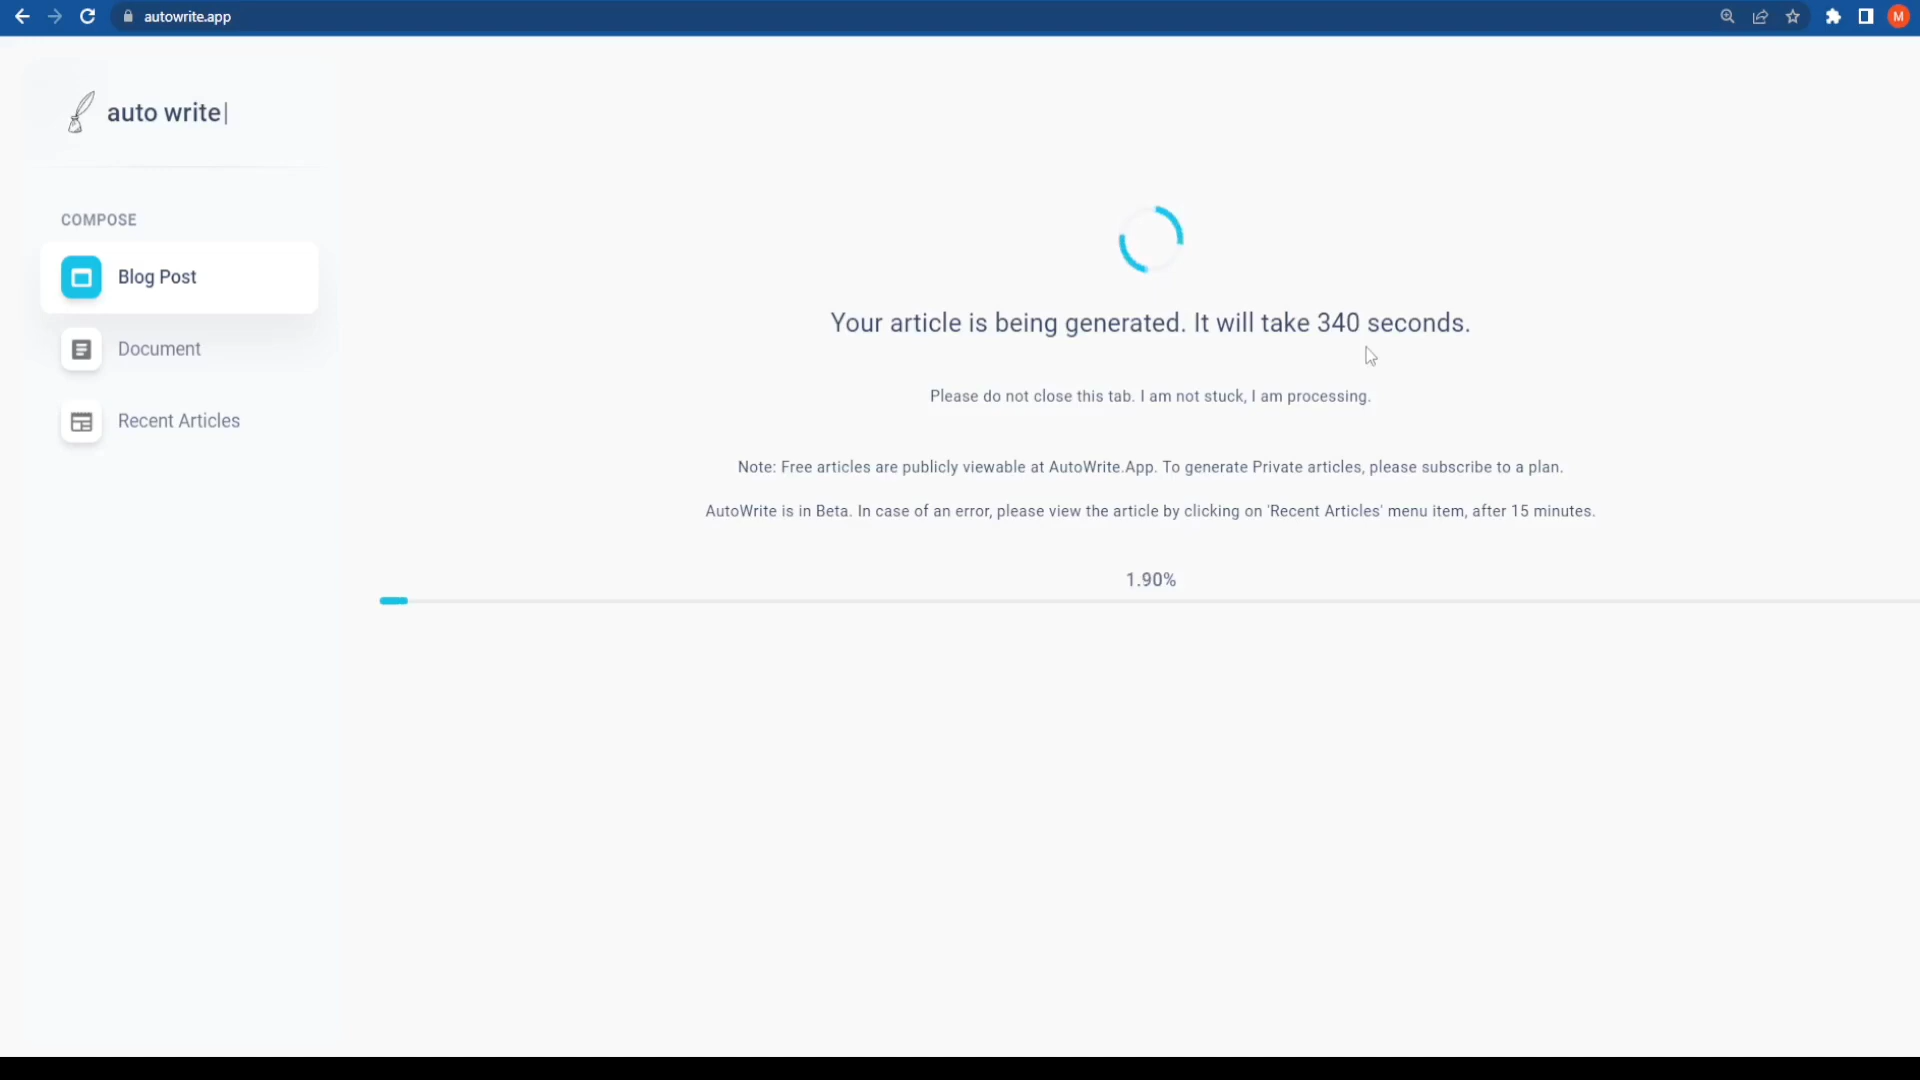 autowrite.app
M
auto write|
COMPOSE
Blog Post
Document
Recent Articles
Your article is being generated. It will take 340 seconds.
Please do not close this tab. I am not stuck, I am processing.
Note: Free articles are publicly viewable at AutoWrite.App. To generate Private articles, please subscribe to a plan.
AutoWrite is in Beta. In case of an error, please view the article by clicking on 'Recent Articles' menu item, after 15 minutes.
1.90%